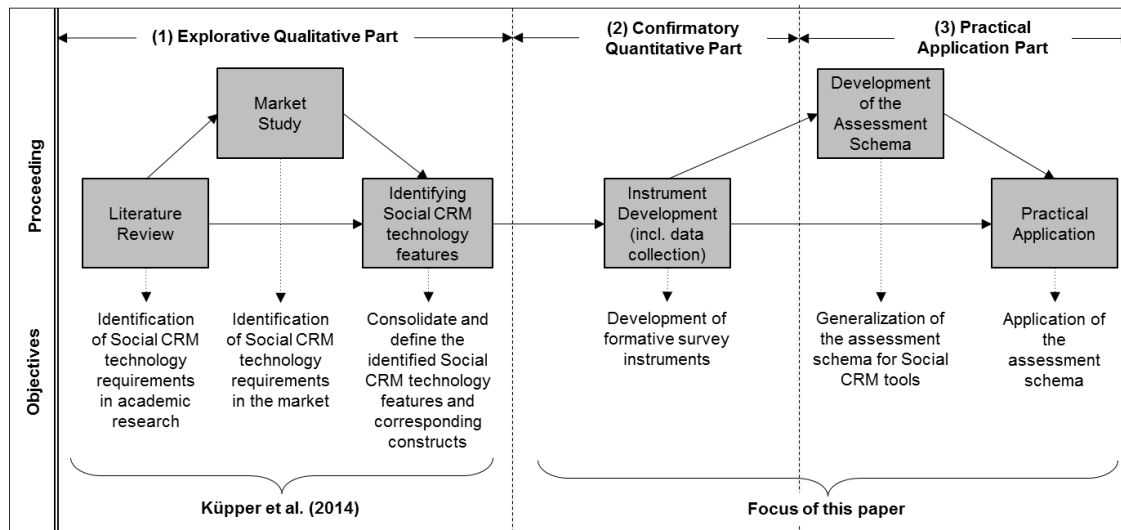 (1) Explorative Qualitative Part
(2) Confirmatory
Quantitative Part
(3) Practical
Application Part
Proceeding
Market
Study
Development
of the
Assessment
Schema
Literature
Review
Identifying
Social CRM
technology
features
Instrument
Development
(incl. data
collection)
Practical
Application
Objectives
Identification
of Social CRM
technology
requirements
in academic
research
Identification
of Social CRM
technology
requirements
in the market
Consolidate and
define the
identified Social
CRM technology
features and
corresponding
constructs
Development of
formative survey
instruments
Generalization of
the assessment
schema for Social
CRM tools
Application of
the
assessment
schema
Küpper et al. (2014)
Focus of this paper